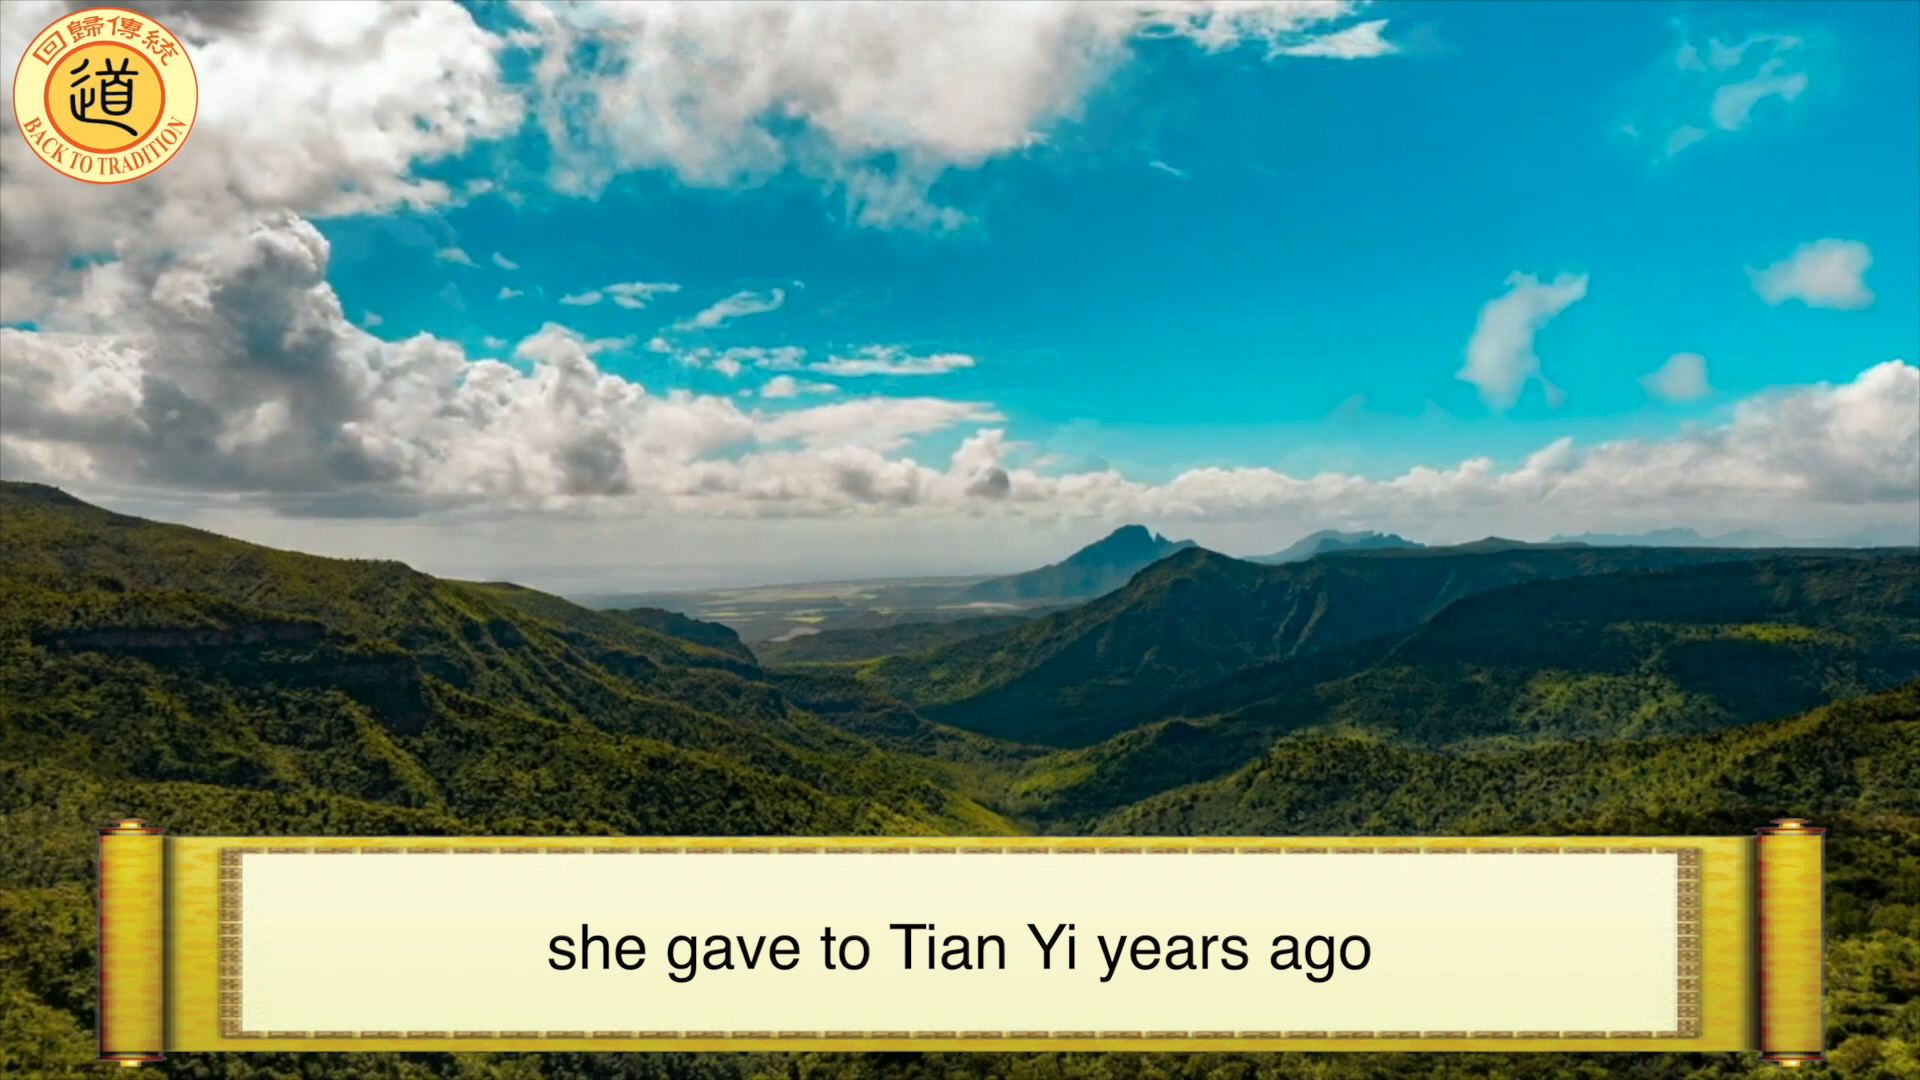 回歸傳統
道
BACK TO TRADITION
she gave to Tian Yi years ago